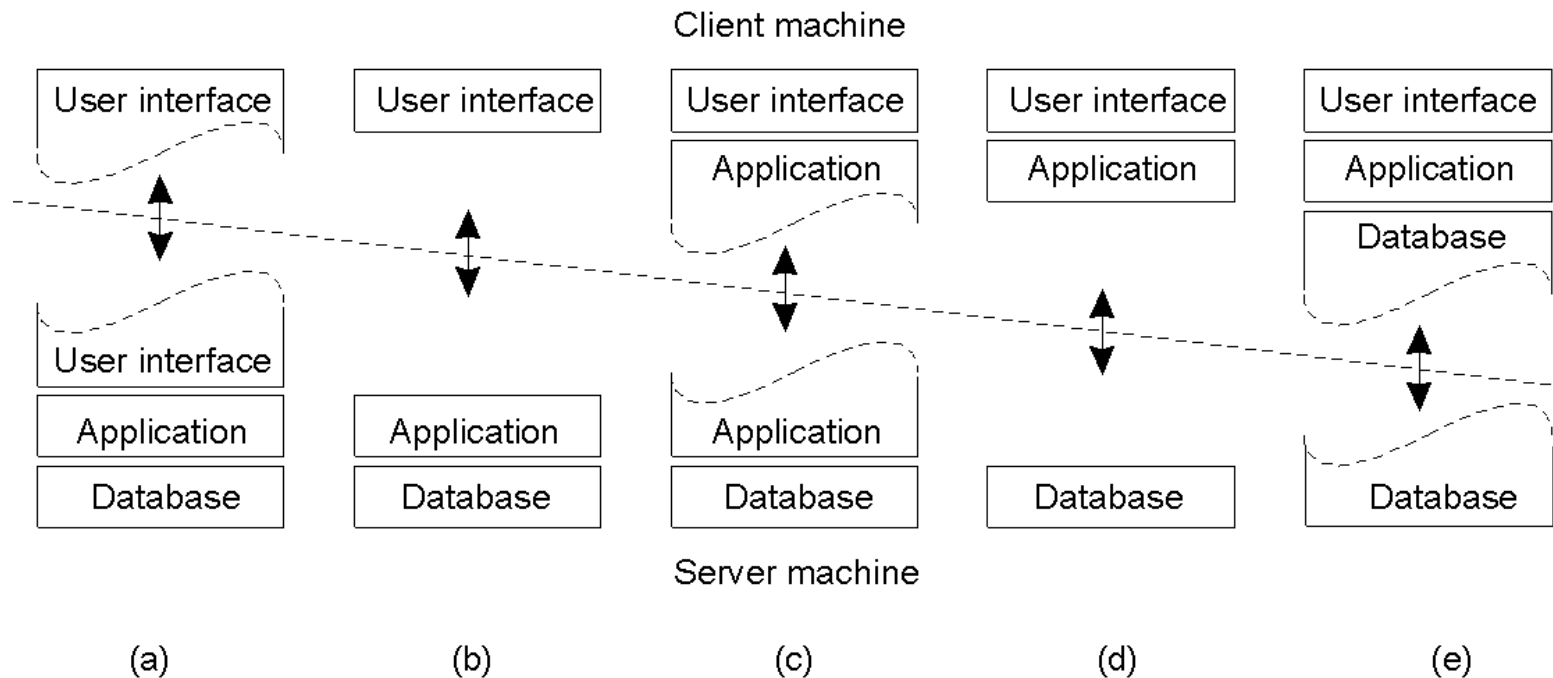 Client machine
User interface
User interface
User interface
User interface
User interface
Application
Application
Application
Database
User interface
Application
Application
Application
Database
Database
Database
Database
Database
Server machine
(a)
(b)
(c)
(d)
(e)